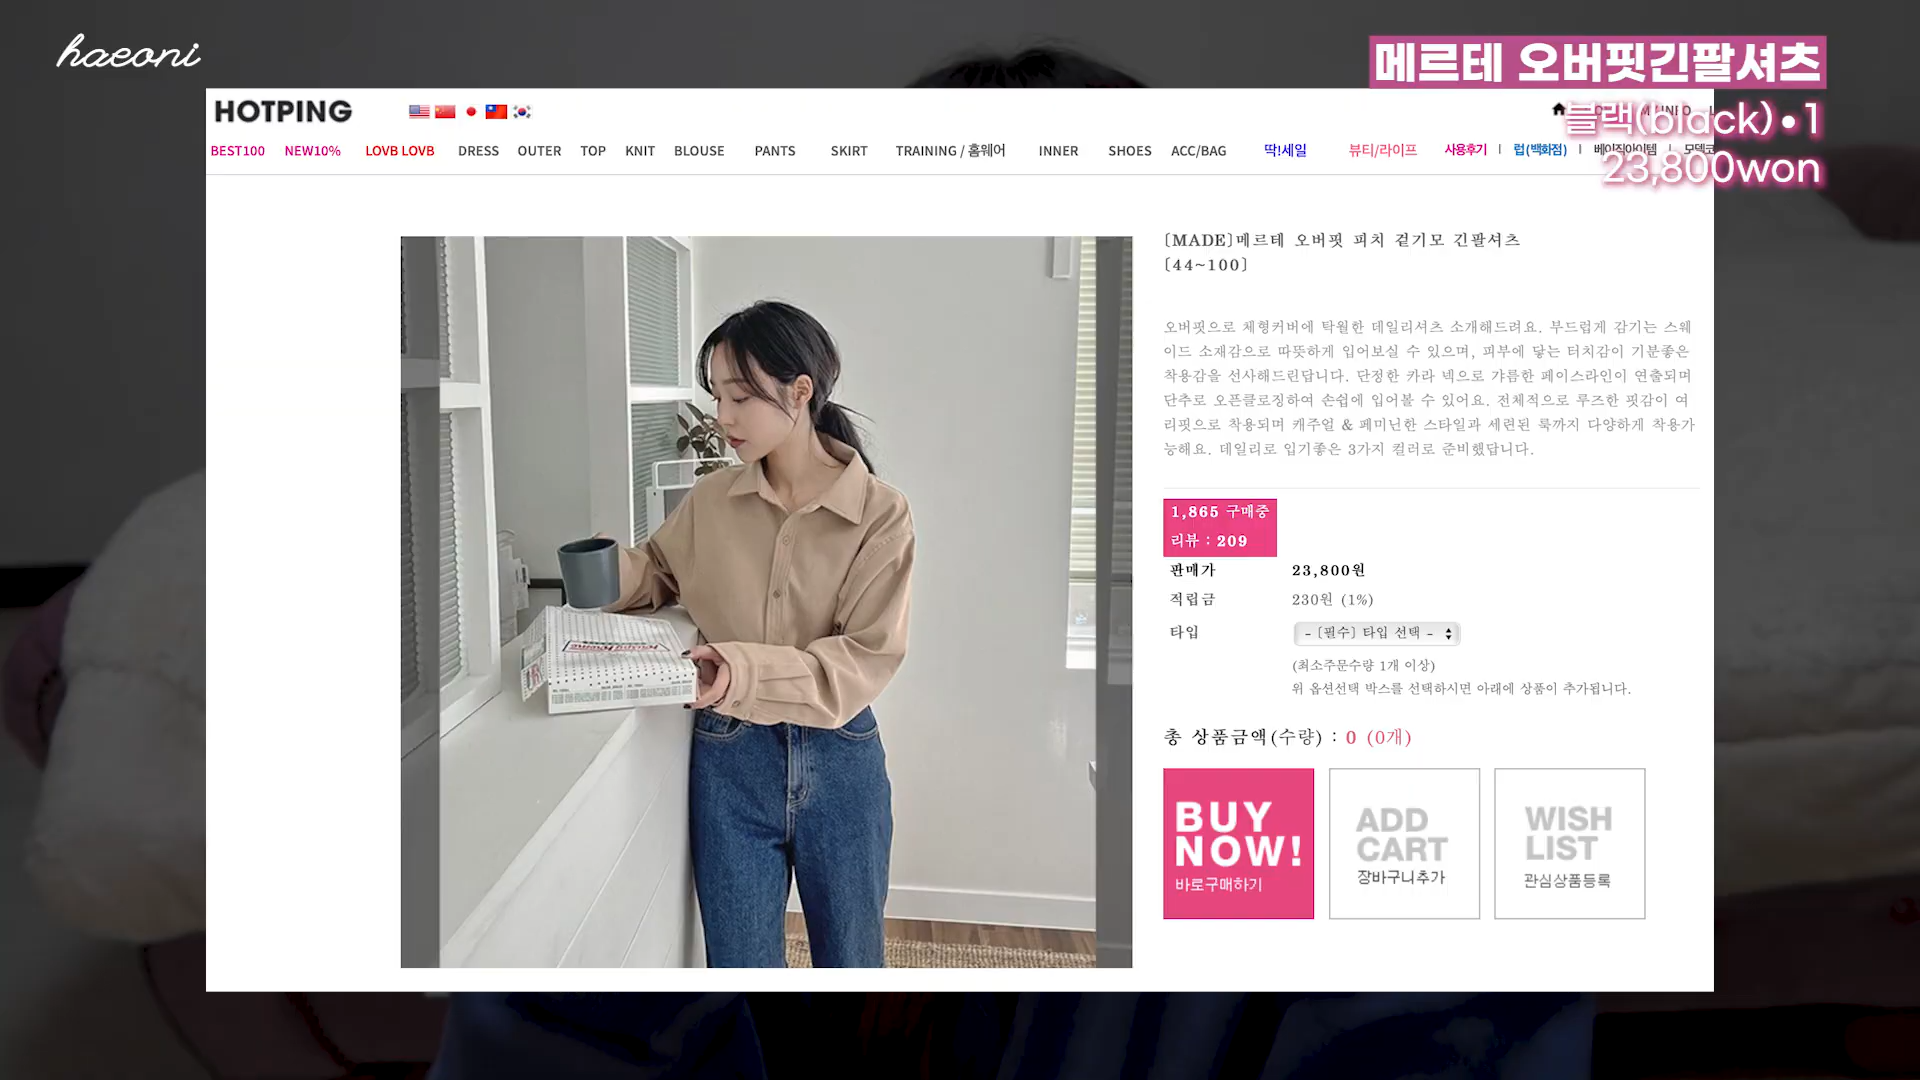 haeoni
메르테 오버핏긴팔셔츠
블랙(black)•1
23,800won
HOTPING
BEST100 NEW10% LOVB LOVB DRESS OUTER TOP KNIT BLOUSE PANTS SKIRT TRAINING / 홈웨어 INNER SHOES ACC/BAG 딱!세일 뷰티/라이프 사용후기 | 럽(백화점) | 베이직아이템 | 모델코
[MADE]메르테 오버핏 피치 겉기모 긴팔셔츠
[44~100]
오버핏으로 체형커버에 탁월한 데일리셔츠 소개해드려요. 부드럽게 감기는 스웨
이드 소재감으로 따뜻하게 입어보실 수 있으며, 피부에 닿는 터치감이 기분좋은
착용감을 선사해드린답니다. 단정한 카라 넥으로 갸름한 페이스라인이 연출되며
단추로 오픈클로징하여 손쉽에 입어볼 수 있어요. 전체적으로 루즈한 핏감이 여
리핏으로 착용되며 캐주얼 & 페미닌한 스타일과 세련된 룩까지 다양하게 착용가
능해요. 데일리로 입기좋은 3가지 컬러로 준비했답니다.
1,865 구매중
리뷰 : 209
판매가 23,800원
적립금 230원 (1%)
타입 - [필수] 타입 선택 -
(최소주문수량 1개 이상)
위 옵션선택 박스를 선택하시면 아래에 상품이 추가됩니다.
총 상품금액(수량) : 0 (0개)
BUY NOW!
바로구매하기
ADD CART
장바구니추가
WISH LIST
관심상품등록